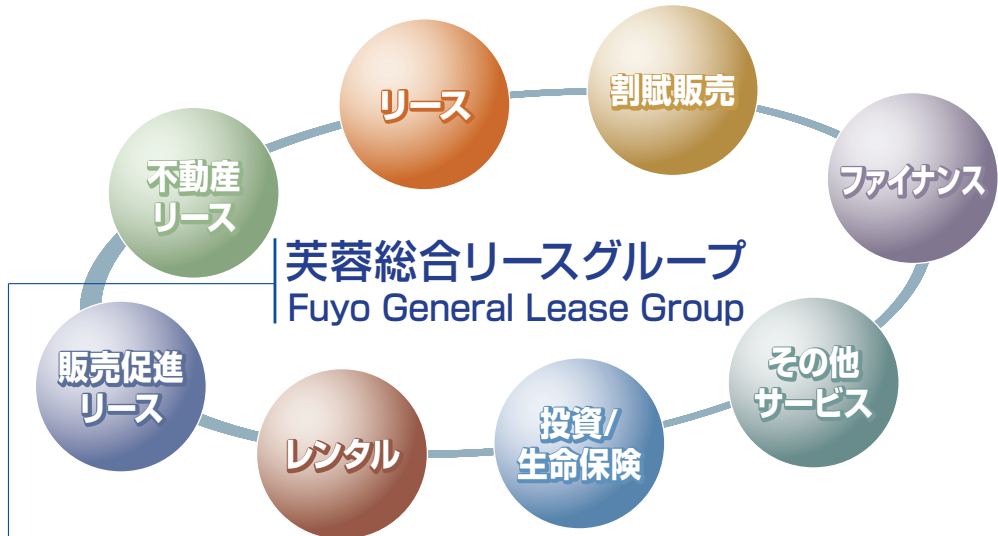 リース
割賦販売
ファイナンス
不動産
リース
芙蓉総合リースグループ
Fuyo General Lease Group
販売促進
リース
レンタル
投資/
生命保険
その他
サービス